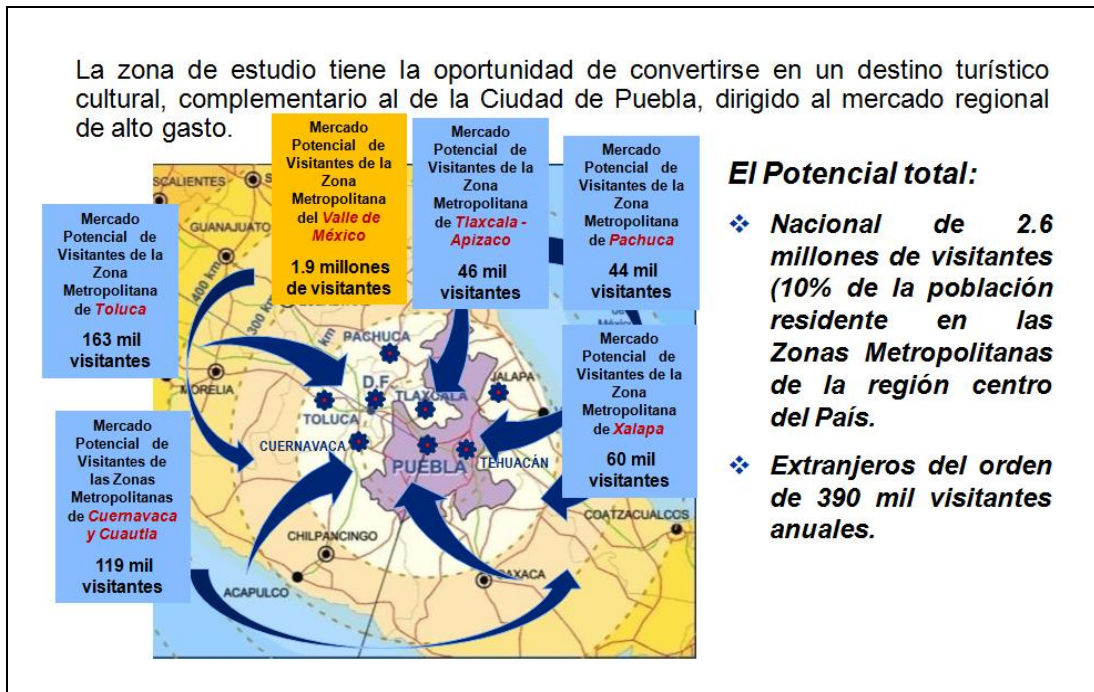 La zona de estudio tiene la oportunidad de convertirse en un destino turístico
cultural, complementario al de la Ciudad de Puebla, dirigido al mercado regional
de alto gasto.
Mercado
Potencial de
Visitantes de la
Zona
Metropolitana
de Toluca
163 mil
visitantes
Mercado
Potencial de
Visitantes de la
Zona
Metropolitana
del Valle de
México
1.9 millones
de visitantes
Mercado
Potencial de
Visitantes de la
Zona
Metropolitana
de Tlaxcala -
Apizaco
46 mil
visitantes
Mercado
Potencial de
Visitantes de la
Zona
Metropolitana
de Pachuca
44 mil
visitantes
Mercado
Potencial de
Visitantes de la
Zona
Metropolitana
de Xalapa
60 mil
visitantes
Mercado
Potencial de
Visitantes de
las Zonas
Metropolitanas
de Cuernavaca
y Cuautla
119 mil
visitantes
SCALIENTES
GUANAJUATO
400 km
300 km
km
MORELIA
PACHUCA
D.F.
TLAXCALA
JALAPA
TOLUCA
CUERNAVACA
PUEBLA
TEHUACÁN
CHILPANCINGO
ACAPULCO
OAXACA
COATZACUALCOS
El Potencial total:
Nacional de 2.6
millones de visitantes
(10% de la población
residente en las
Zonas Metropolitanas
de la región centro
del País.
Extranjeros del orden
de 390 mil visitantes
anuales.